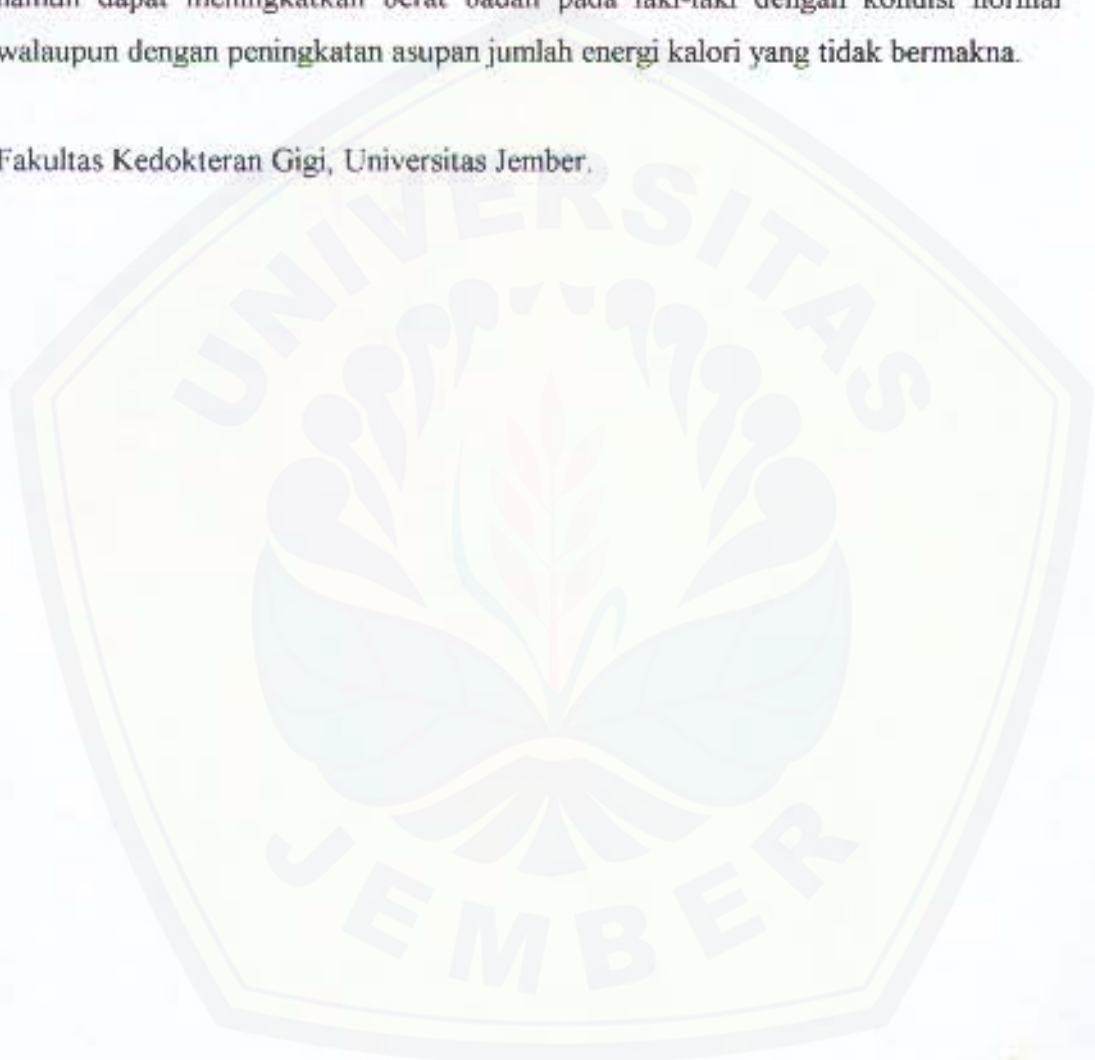 namun dapat meningkatkan berat badan pada laki-laki dengan kondisi normal
walaupun dengan peningkatan asupan jumlah energi kalori yang tidak bermakna.
Fakultas Kedokteran Gigi, Universitas Jember.
UNIVERSITAS
JEMBER